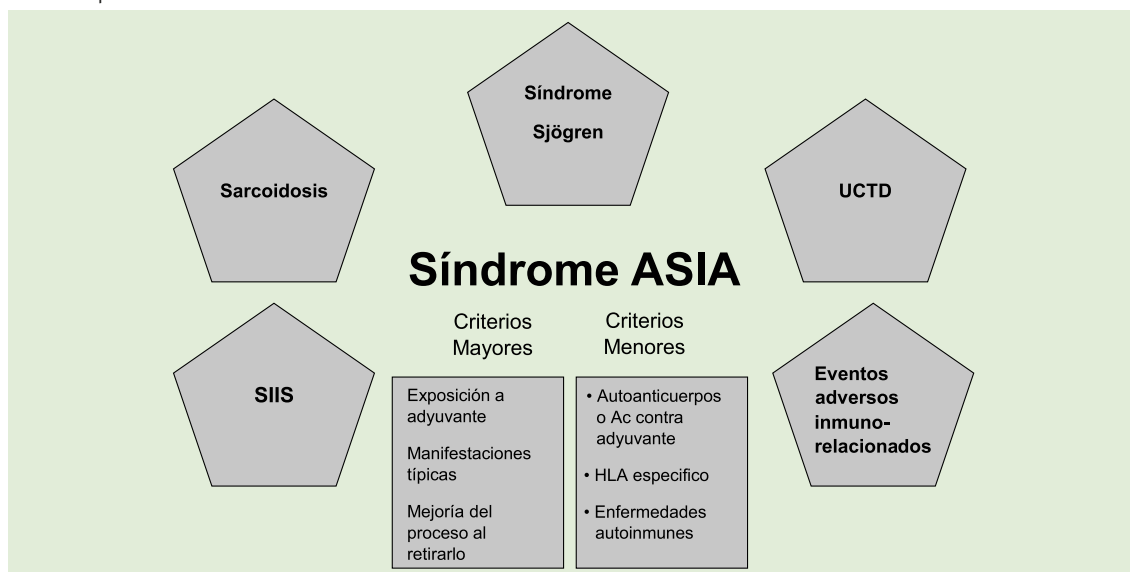 Síndrome
Sjögren
Sarcoidosis
UCTD
Síndrome ASIA
SIIS
Criterios
Mayores
Exposición a
adyuvante
Manifestaciones
típicas
Mejoría del
proceso al
retirarlo
Criterios
Menores
• Autoanticuerpos
o Ac contra
adyuvante
• HLA especifico
• Enfermedades
autoinmunes
Eventos
adversos
inmuno-
relacionados